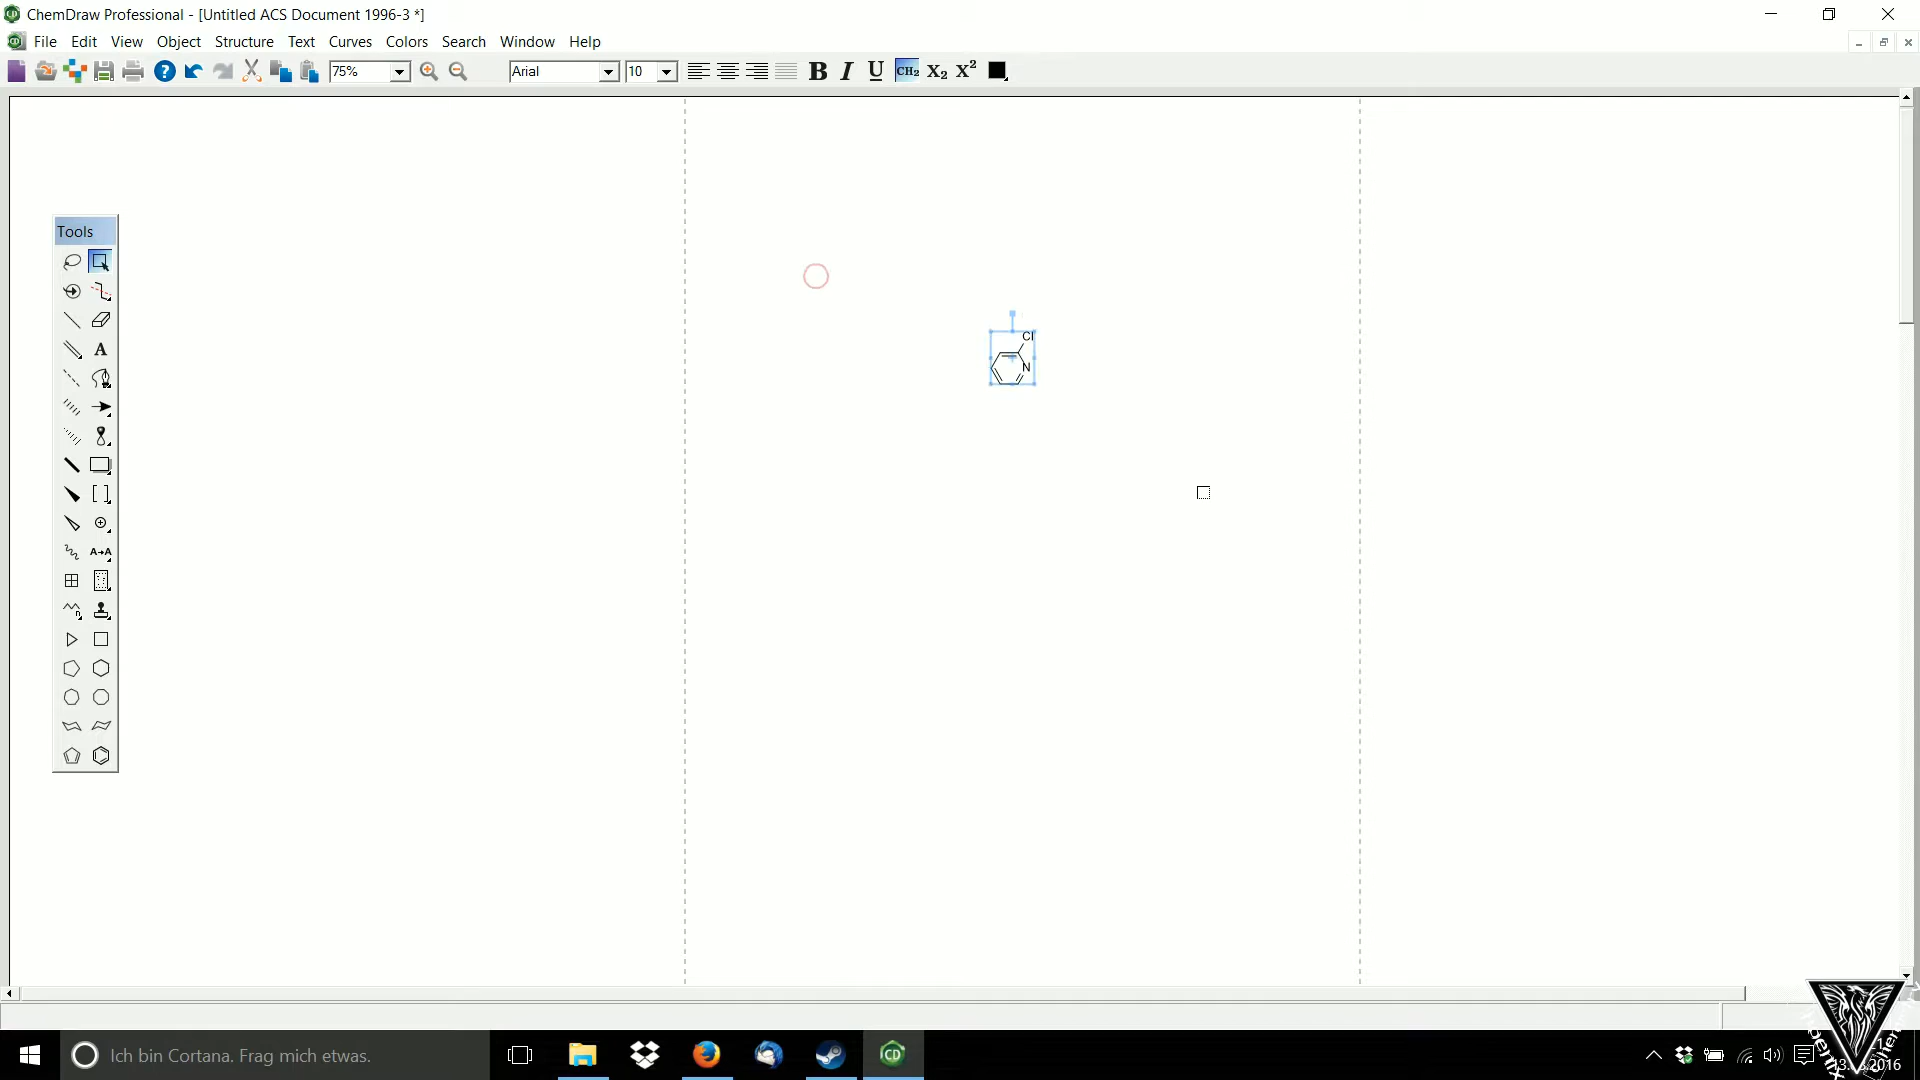 ChemDraw Professional - [Untitled ACS Document 1996-3 *]
File Edit View Object Structure Text Curves Colors Search Window Help
75% Arial 10 B I U CH2 X2 X2
Tools
A
A→A
Cl
N
Ich bin Cortana. Frag mich etwas.
CD